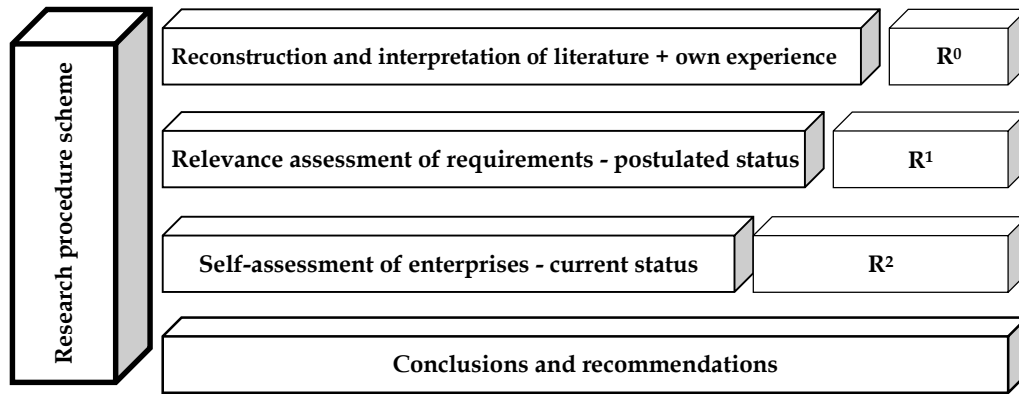 Research procedure scheme
Reconstruction and interpretation of literature + own experience
R⁰
Relevance assessment of requirements - postulated status
R¹
Self-assessment of enterprises - current status
R²
Conclusions and recommendations